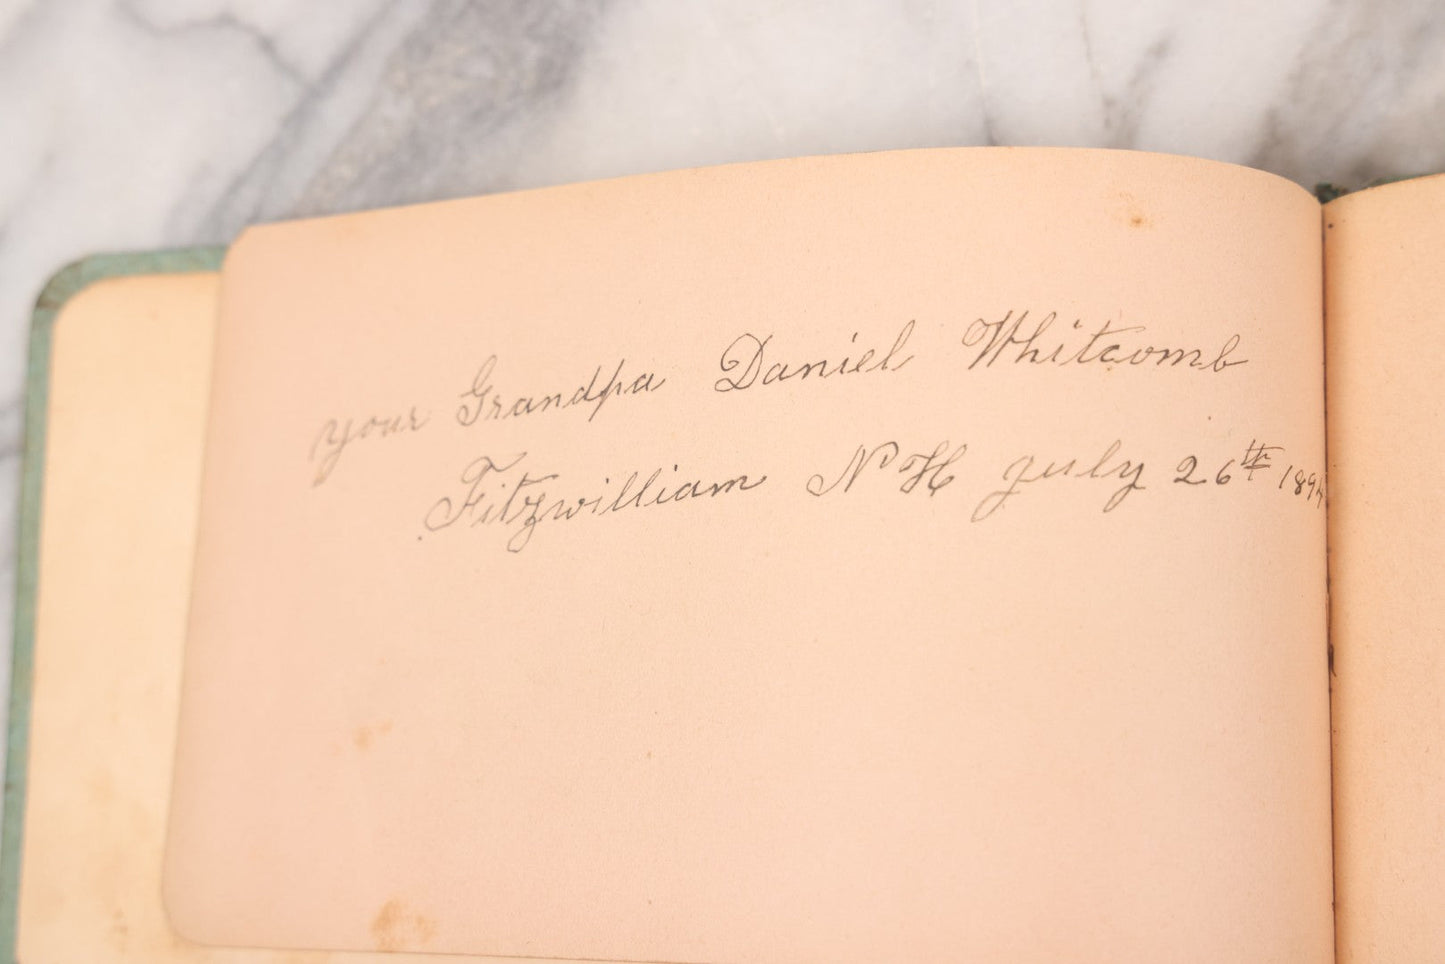 your Grandpa Daniel Whitcomb
Fitzwilliam N H July 26th